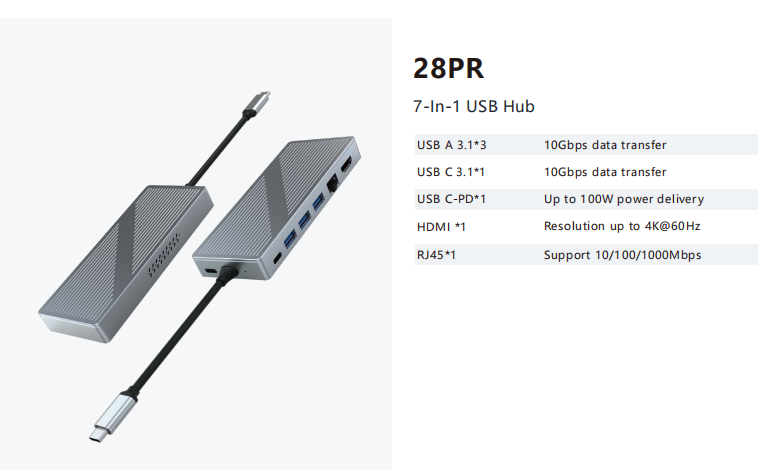 28PR
7-In-1 USB Hub
USB A 3.1*3 10Gbps data transfer
USB C 3.1*1 10Gbps data transfer
USB C-PD*1 Up to 100W power delivery
HDMI *1 Resolution up to 4K@60Hz
RJ45*1 Support 10/100/1000Mbps